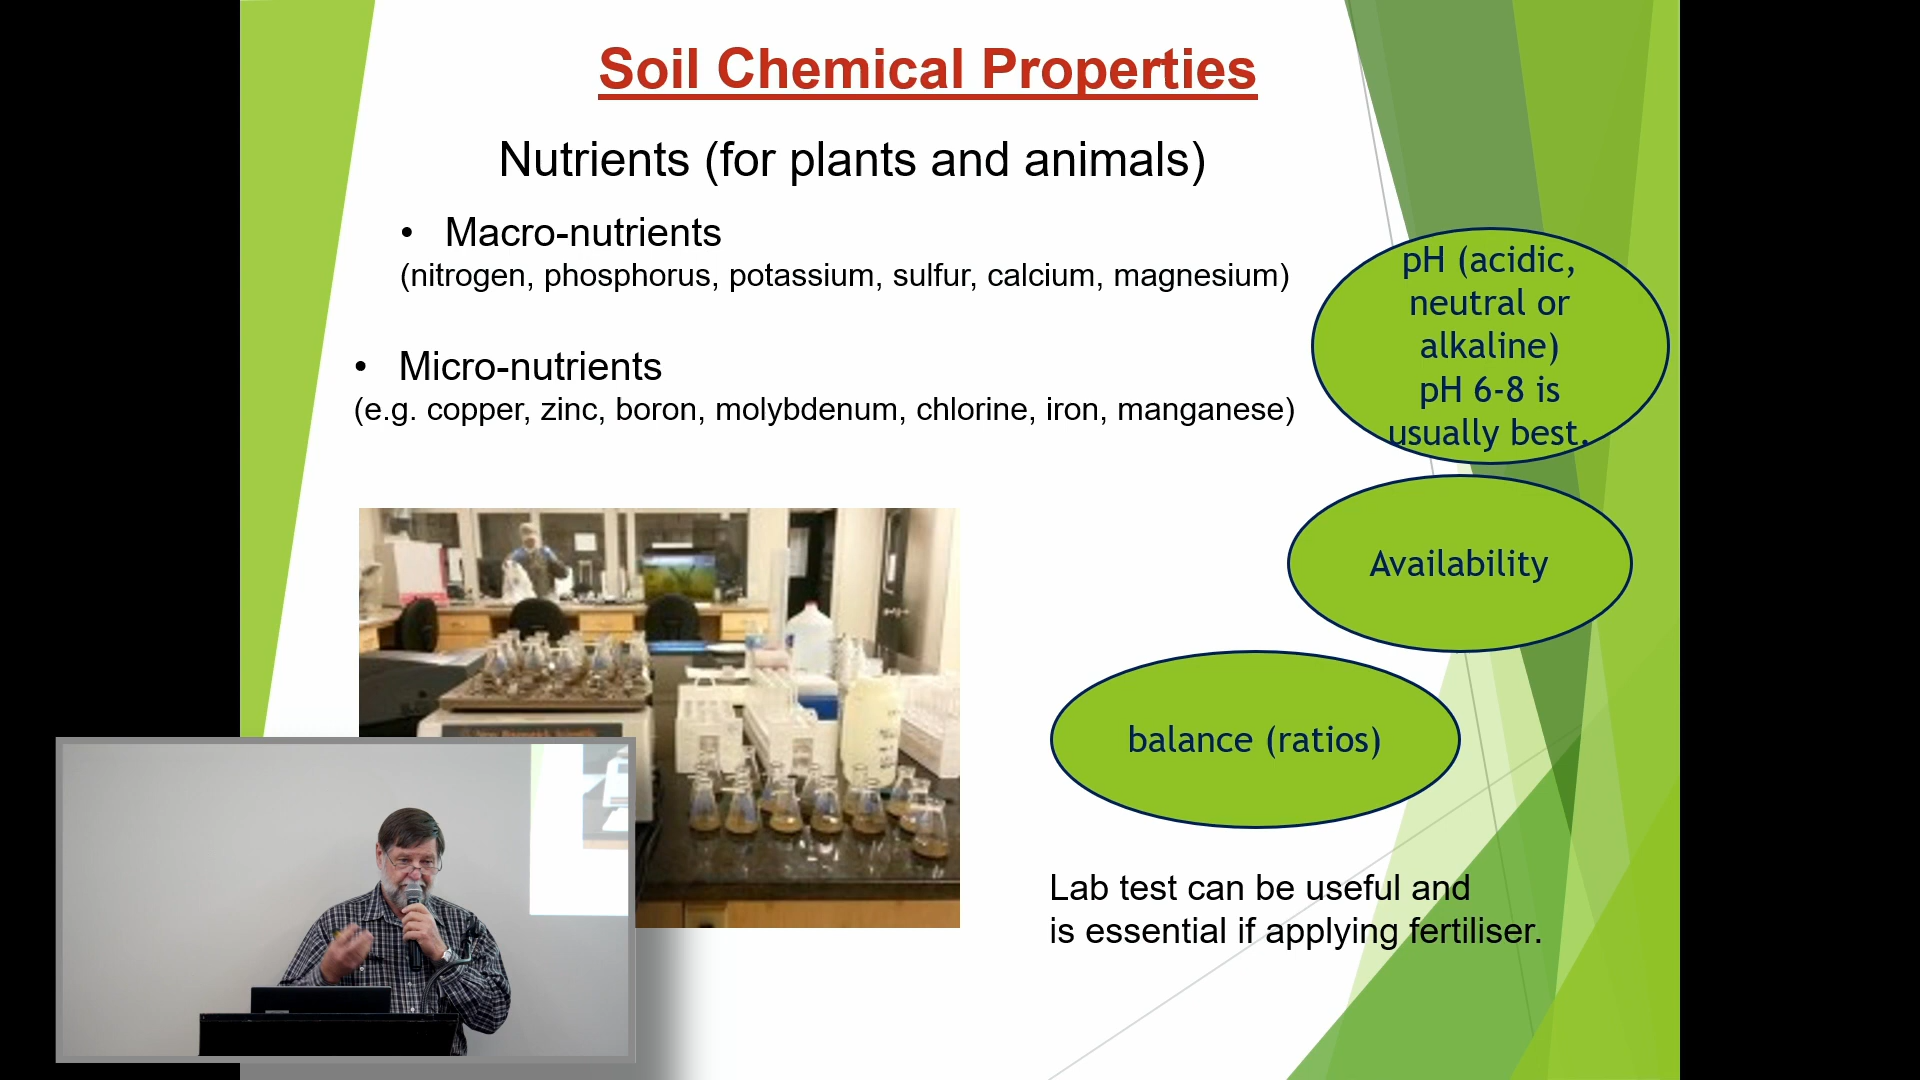 Soil Chemical Properties
Nutrients (for plants and animals)
• Macro-nutrients
(nitrogen, phosphorus, potassium, sulfur, calcium, magnesium)
• Micro-nutrients
(e.g. copper, zinc, boron, molybdenum, chlorine, iron, manganese)
pH (acidic,
neutral or
alkaline)
pH 6-8 is
usually best.
Availability
balance (ratios)
Lab test can be useful and
is essential if applying fertiliser.